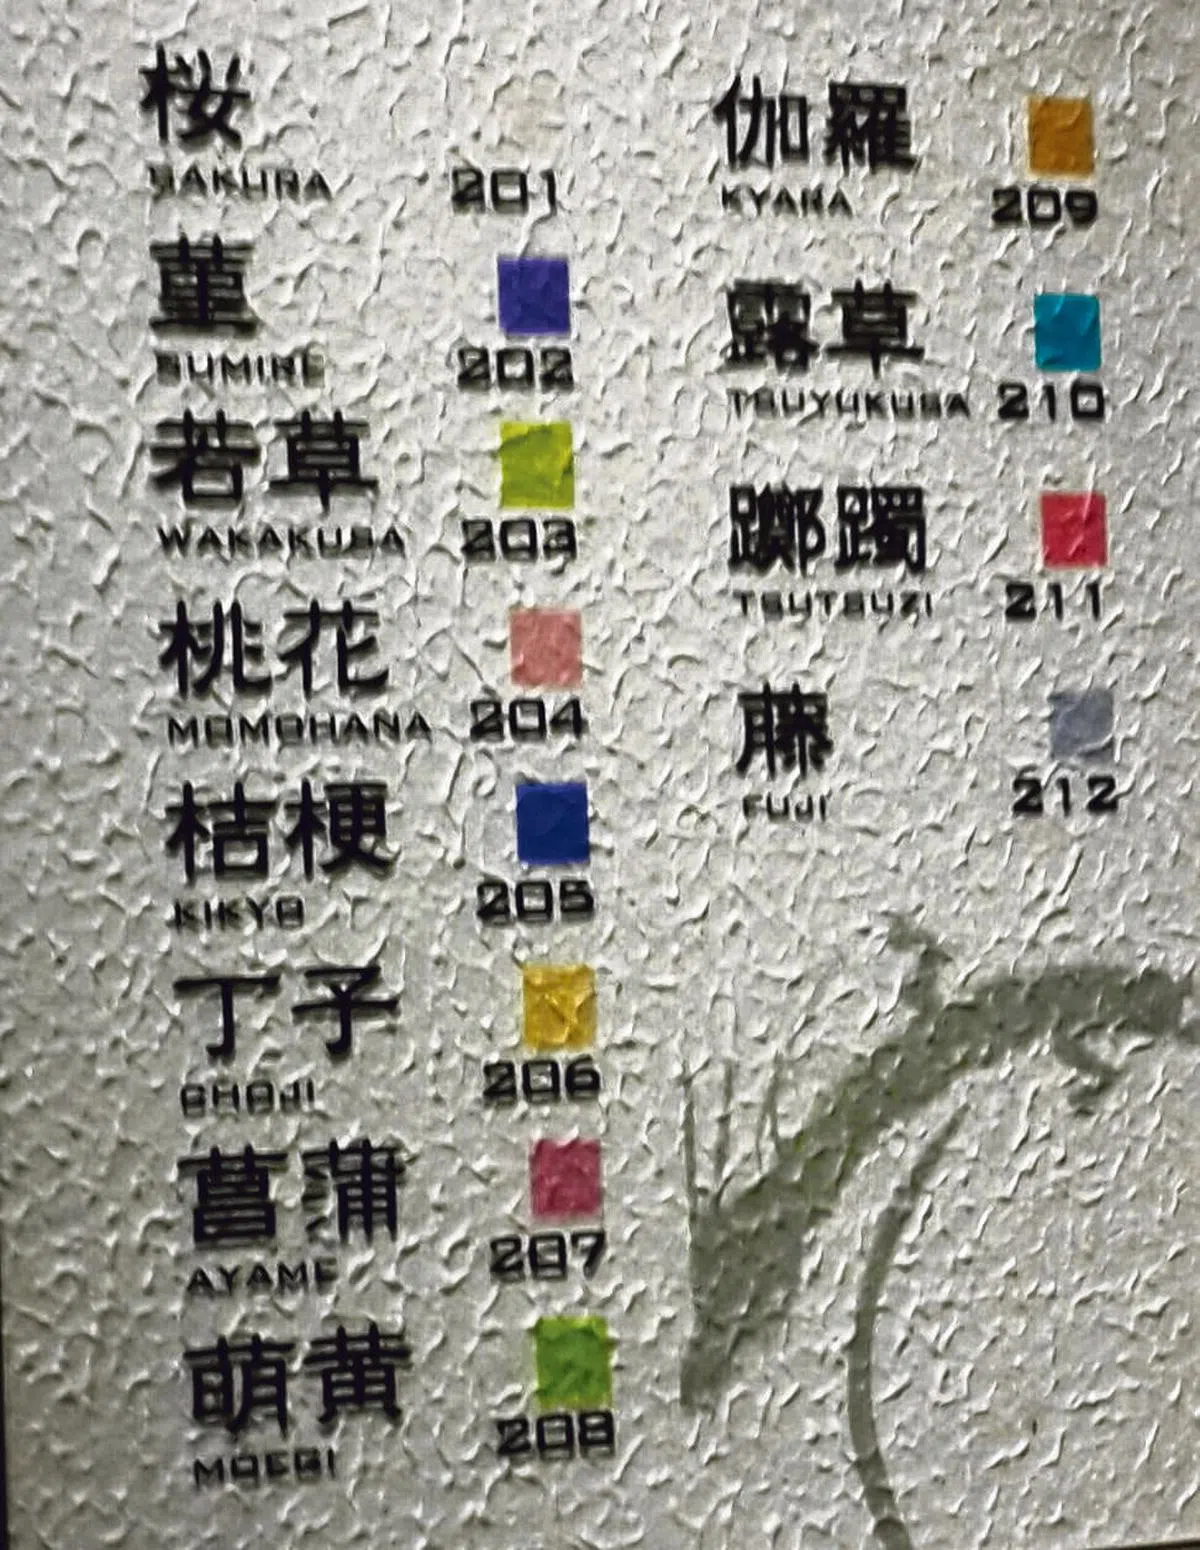 桜
SAKURA 201
菫
SUMIRE 202
若草
WAKAKUSA 203
桃花
MOMOHANA 204
桔梗
KIKYO 205
丁子
CHOJI 206
菖蒲
AYAME 207
萌黄
MOEGI 208
伽羅
KYARA 209
露草
TSUYUKUSA 210
躑躅
TSUTSUZI 211
藤
FUJI 212